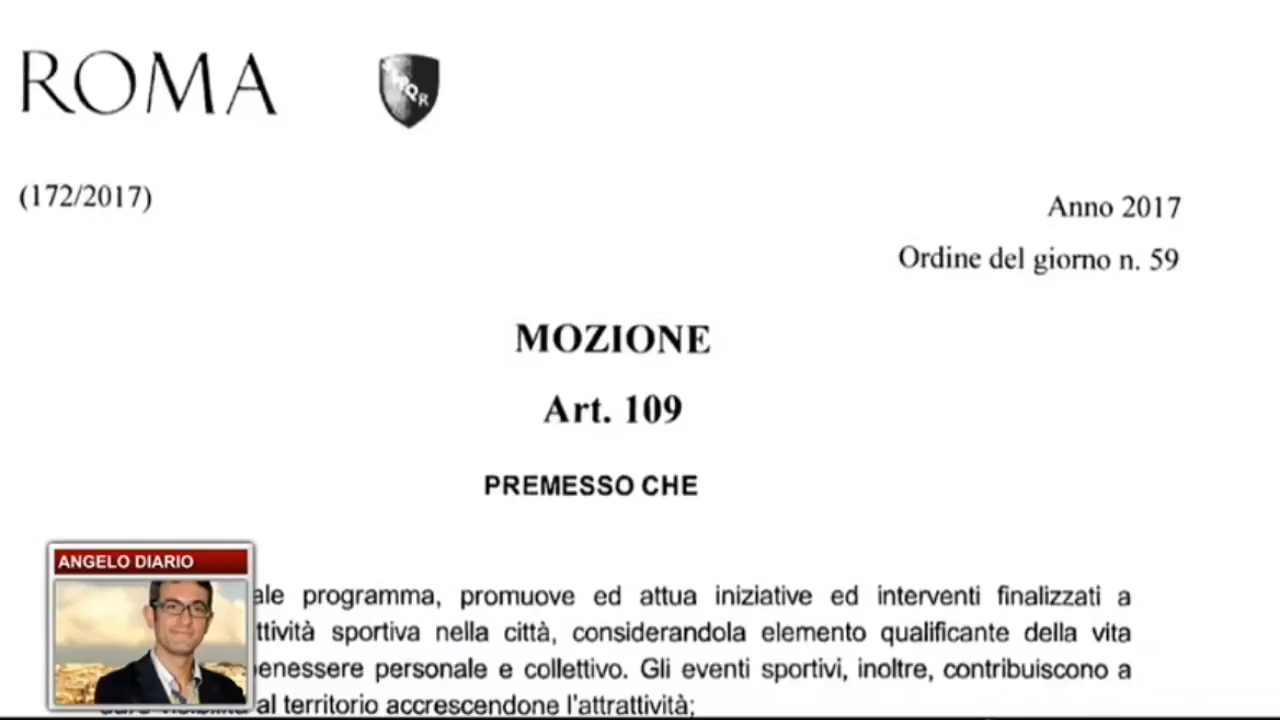 ROMA
SPQR
(172/2017)
Anno 2017
Ordine del giorno n. 59
MOZIONE
Art. 109
PREMESSO CHE
ANGELO DIARIO
ale programma, promuove ed attua iniziative ed interventi finalizzati a
ttività sportiva nella città, considerandola elemento qualificante della vita
benessere personale e collettivo. Gli eventi sportivi, inoltre, contribuiscono a
al territorio accrescendone l'attrattività;